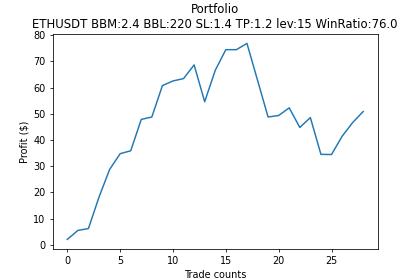 Portfolio
ETHUSDT BBM:2.4 BBL:220 SL:1.4 TP:1.2 lev:15 WinRatio:76.0
80
70
60
50
40
30
20
10
0
Profit ($)
0 5 10 15 20 25
Trade counts